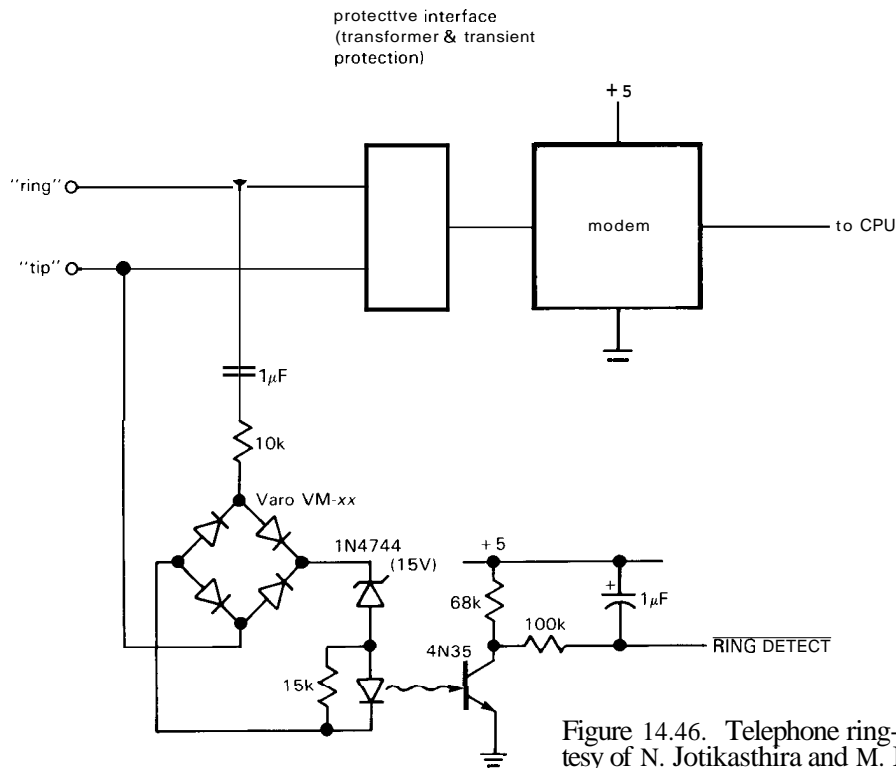 protecttve interface
(transformer & transient
protection)
+5
"ring"
modem
to CPU
"tip"
1μF
10k
Varo VM-xx
1N4744
(15V)
+5
+
68k
1μF
100k
4N35
RING DETECT
15k
Figure 14.46. Telephone ring-
tesy of N. Jotikasthira and M.